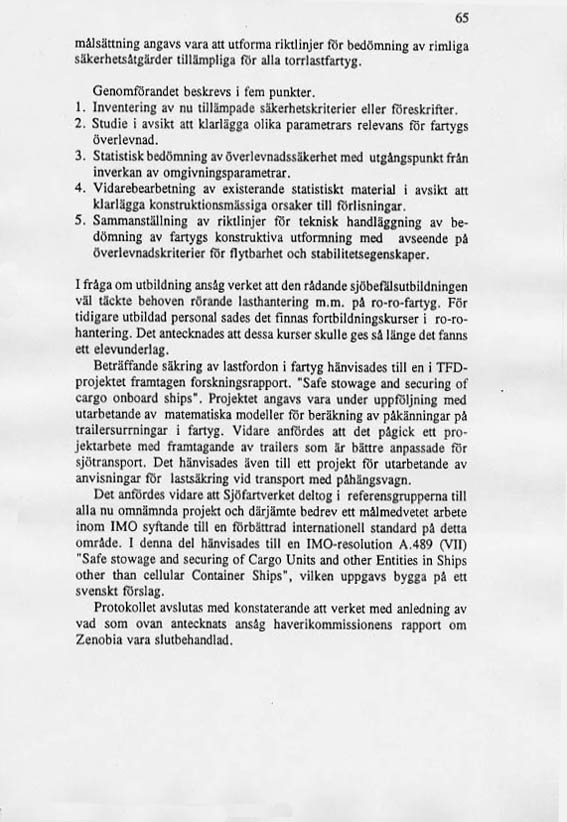 65
målsättning angavs vara att utforma riktlinjer för bedömning av rimliga
säkerhetsåtgärder tillämpliga för alla torrlastfartyg.
Genomförandet beskrevs i fem punkter.
1. Inventering av nu tillämpade säkerhetskriterier eller föreskrifter.
2. Studie i avsikt att klarlägga olika parametrars relevans för fartygs
överlevnad.
3. Statistisk bedömning av överlevnadssäkerhet med utgångspunkt från
inverkan av omgivningsparametrar.
4. Vidarebearbetning av existerande statistiskt material i avsikt att
klarlägga konstruktionsmässiga orsaker till förlisningar.
5. Sammanställning av riktlinjer för teknisk handläggning av be-
dömning av fartygs konstruktiva utformning med avseende på
överlevnadskriterier för flytbarhet och stabilitetsegenskaper.
I fråga om utbildning ansåg verket att den rådande sjöbefälsutbildningen
väl täckte behoven rörande lasthantering m.m. på ro-ro-fartyg. För
tidigare utbildad personal sades det finnas fortbildningskurser i ro-ro-
hantering. Det antecknades att dessa kurser skulle ges så länge det fanns
ett elevunderlag.
Beträffande säkring av lastfordon i fartyg hänvisades till en i TFD-
projektet framtagen forskningsrapport. "Safe stowage and securing of
cargo onboard ships". Projektet angavs vara under uppföljning med
utarbetande av matematiska modeller för beräkning av påkänningar på
trailersurrningar i fartyg. Vidare anfördes att det pågick ett pro-
jektarbete med framtagande av trailers som är bättre anpassade för
sjötransport. Det hänvisades även till ett projekt för utarbetande av
anvisningar för lastsäkring vid transport med påhängsvagn.
Det anfördes vidare att Sjöfartverket deltog i referensgrupperna till
alla nu omnämnda projekt och därjämte bedrev ett målmedvetet arbete
inom IMO syftande till en förbättrad internationell standard på detta
område. I denna del hänvisades till en IMO-resolution A.489 (VII)
"Safe stowage and securing of Cargo Units and other Entities in Ships
other than cellular Container Ships", vilken uppgavs bygga på ett
svenskt förslag.
Protokollet avslutas med konstaterande att verket med anledning av
vad som ovan antecknats ansåg haverikommissionens rapport om
Zenobia vara slutbehandlad.